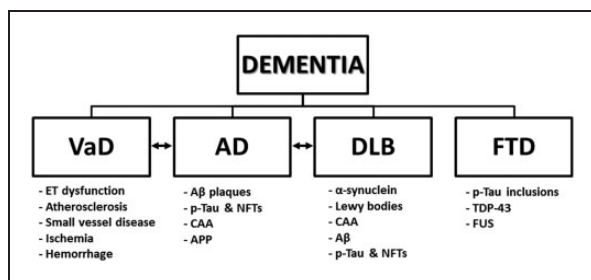 DEMENTIA
VaD
AD
DLB
FTD
- ET dysfunction
- Atherosclerosis
- Small vessel disease
- Ischemia
- Hemorrhage
- Aβ plaques
- p-Tau & NFTs
- CAA
- APP
- α-synuclein
- Lewy bodies
- CAA
- Aβ
- p-Tau & NFTs
- p-Tau inclusions
- TDP-43
- FUS